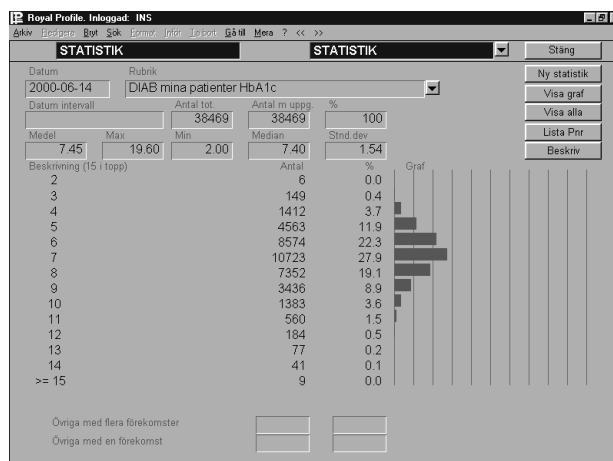 Royal Profile. Inloggad: INS
Arkiv Redigera Bryt Sök Format Inför Ta bort Gå till Mera ? << >>
STATISTIK STATISTIK Stäng
Datum Rubrik Ny statistik
2000-06-14 DIAB mina patienter HbA1c Visa graf
Datum intervall Antal tot. Antal m uppg. % Visa alla
38469 38469 100
Medel Max Min Median Stnd.dev Lista Pnr
7.45 19.60 2.00 7.40 1.54 Beskriv
Beskrivning (15 i topp) Antal % Graf
2 6 0.0
3 149 0.4
4 1412 3.7
5 4563 11.9
6 8574 22.3
7 10723 27.9
8 7352 19.1
9 3436 8.9
10 1383 3.6
11 560 1.5
12 184 0.5
13 77 0.2
14 41 0.1
>= 15 9 0.0
Övriga med flera förekomster
Övriga med en förekomst